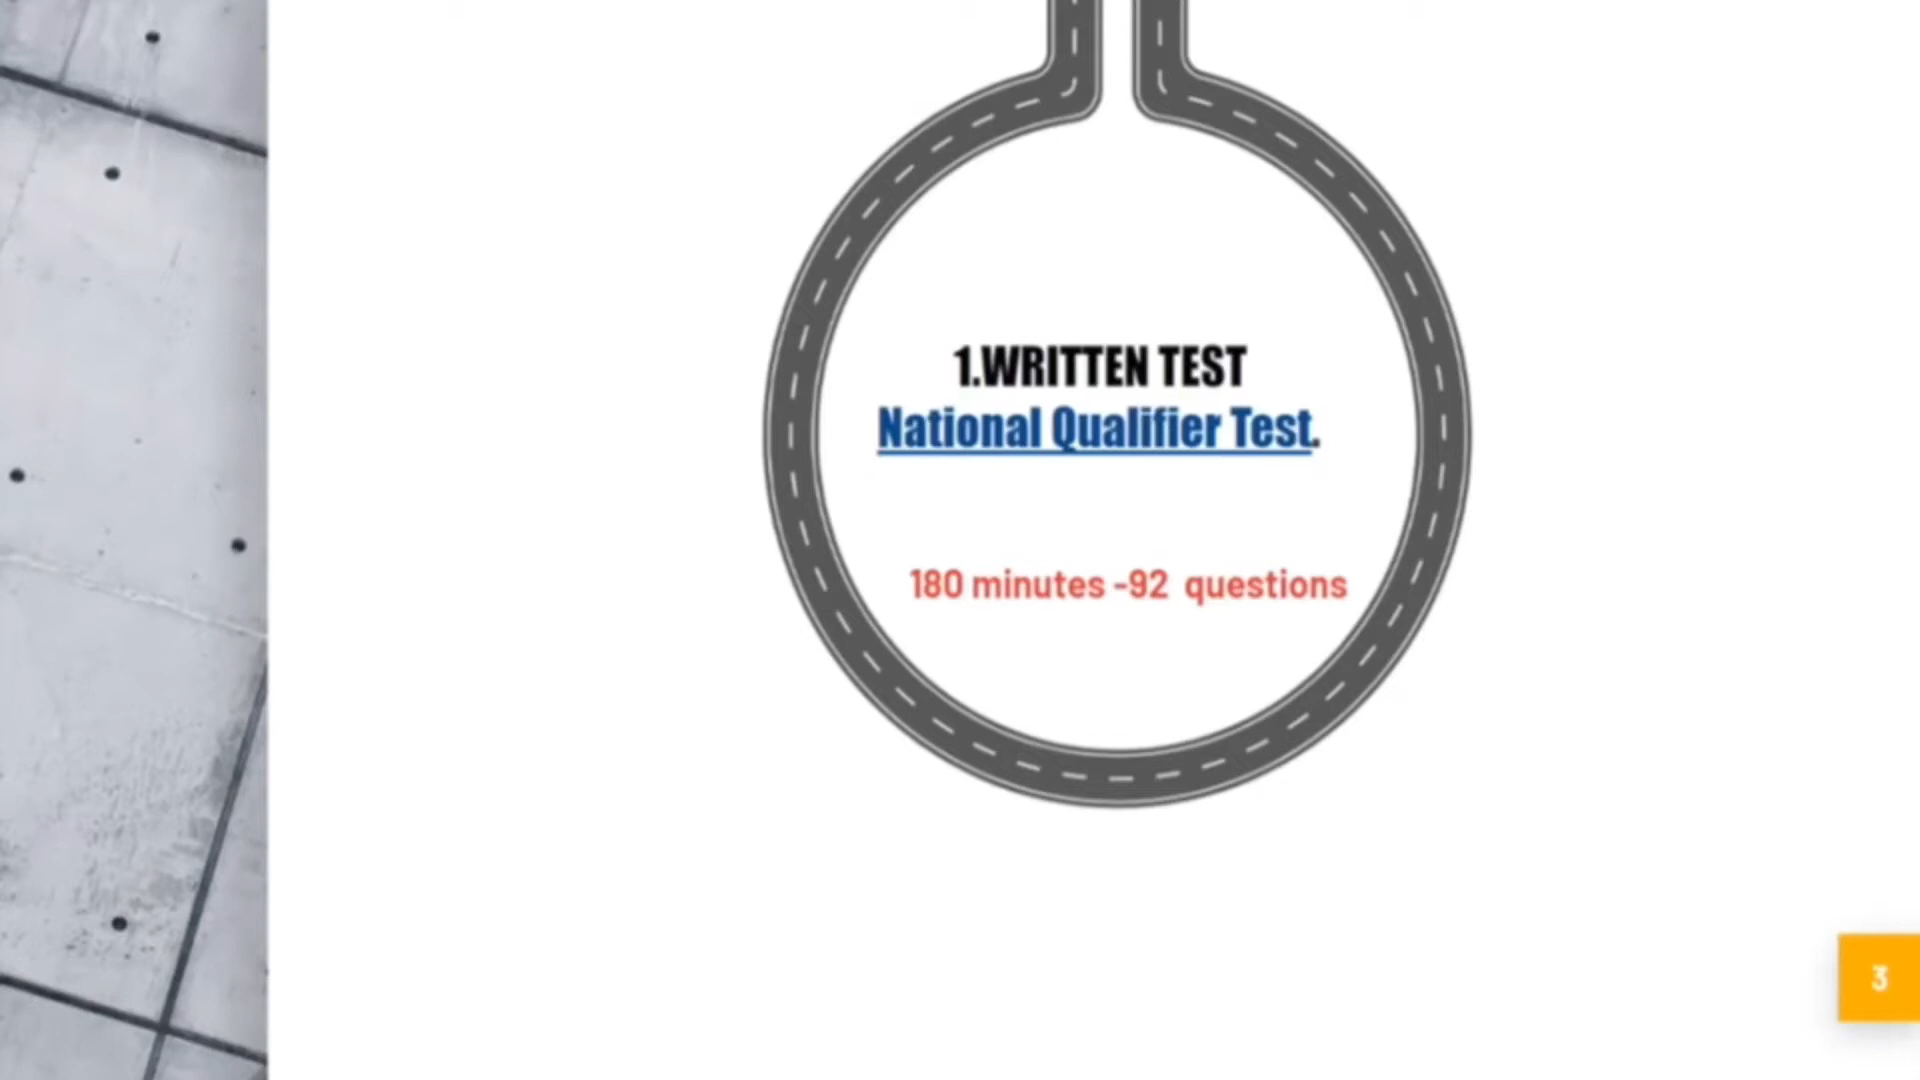 1.WRITTEN TEST
National Qualifier Test.
180 minutes -92 questions
3